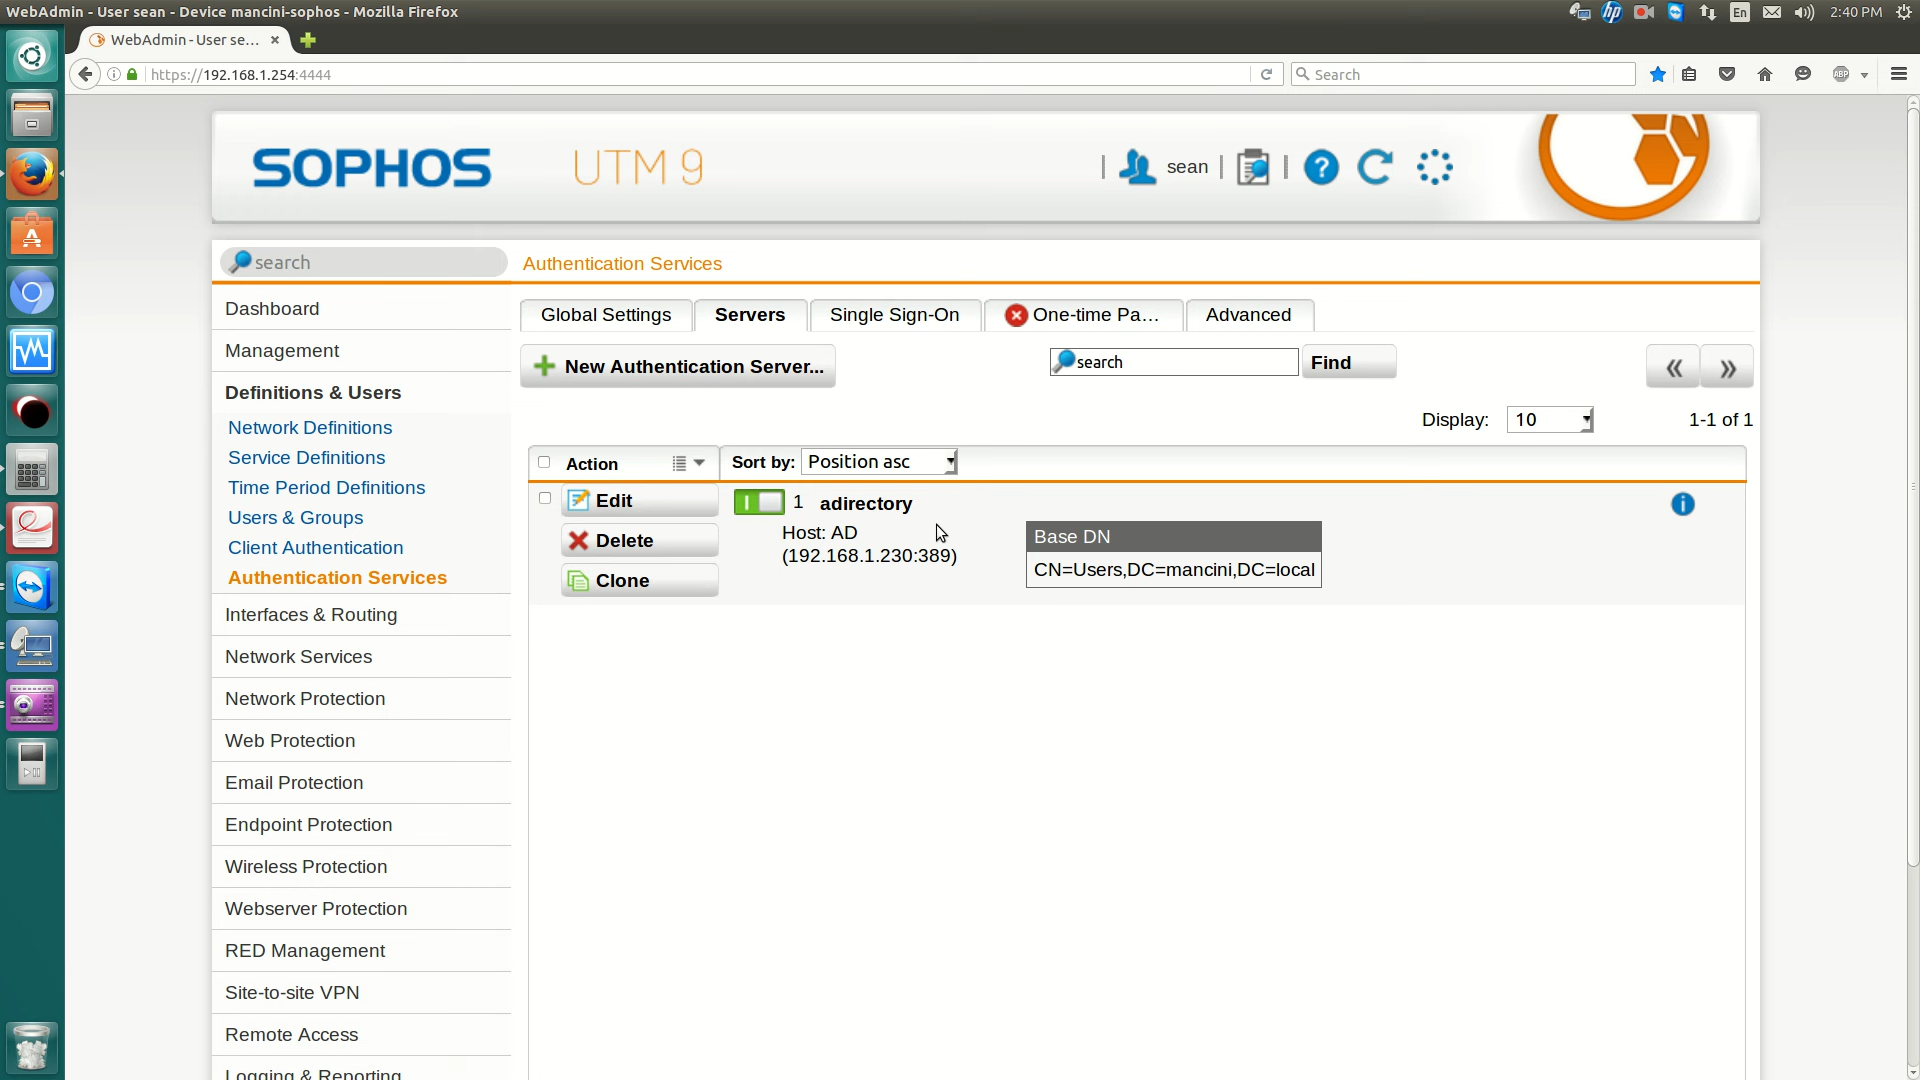 WebAdmin - User sean - Device mancini-sophos - Mozilla Firefox
En
2:40 PM
WebAdmin - User se...
https://192.168.1.254:4444
Search
ABP
SOPHOS UTM 9
sean
search
Authentication Services
Dashboard
Management
Definitions & Users
Network Definitions
Service Definitions
Time Period Definitions
Users & Groups
Client Authentication
Authentication Services
Interfaces & Routing
Network Services
Network Protection
Web Protection
Email Protection
Endpoint Protection
Wireless Protection
Webserver Protection
RED Management
Site-to-site VPN
Remote Access
Logging & Reporting
Global Settings
Servers
Single Sign-On
One-time Pa...
Advanced
New Authentication Server...
search
Find
Display: 10 1-1 of 1
Action
Sort by: Position asc
Edit
Delete
Clone
1 adirectory
Host: AD
(192.168.1.230:389)
Base DN
CN=Users,DC=mancini,DC=local